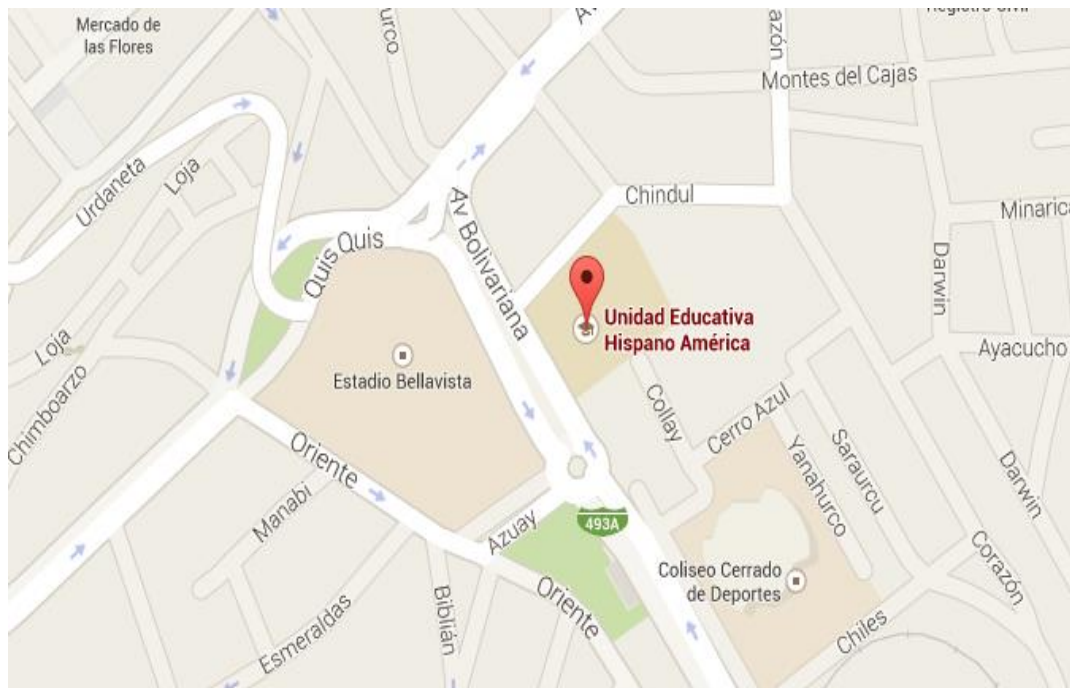 Mercado de
las Flores
Registro Civil
Montes del Cajas
Urdaneta
Loja
Chindul
Minarica
Av Bolivariana
Quis Quis
Darwin
Unidad Educativa
Hispano América
Loja
Ayacucho
Estadio Bellavista
Chimboarzo
Collay
Cerro Azul
Oriente
Yanahurco
Saraurcu
Darwin
Manabi
493A
Azuay
Corazón
Coliseo Cerrado
de Deportes
Biblián
Oriente
Esmeraldas
Chiles